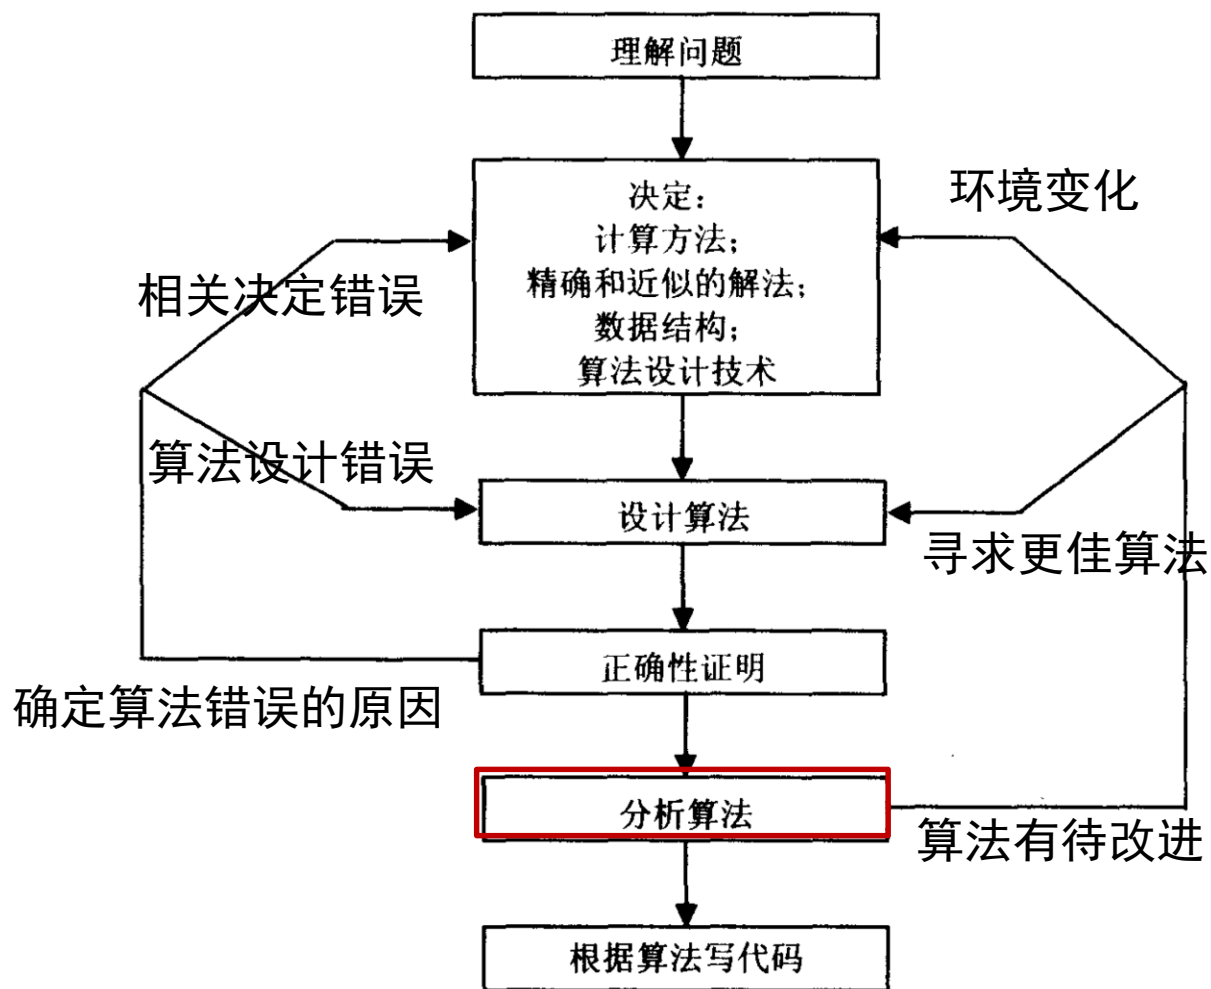 理解问题
环境变化
决定：
计算方法；
精确和近似的解法；
数据结构；
算法设计技术
相关决定错误
算法设计错误
设计算法
寻求更佳算法
正确性证明
确定算法错误的原因
分析算法
算法有待改进
根据算法写代码